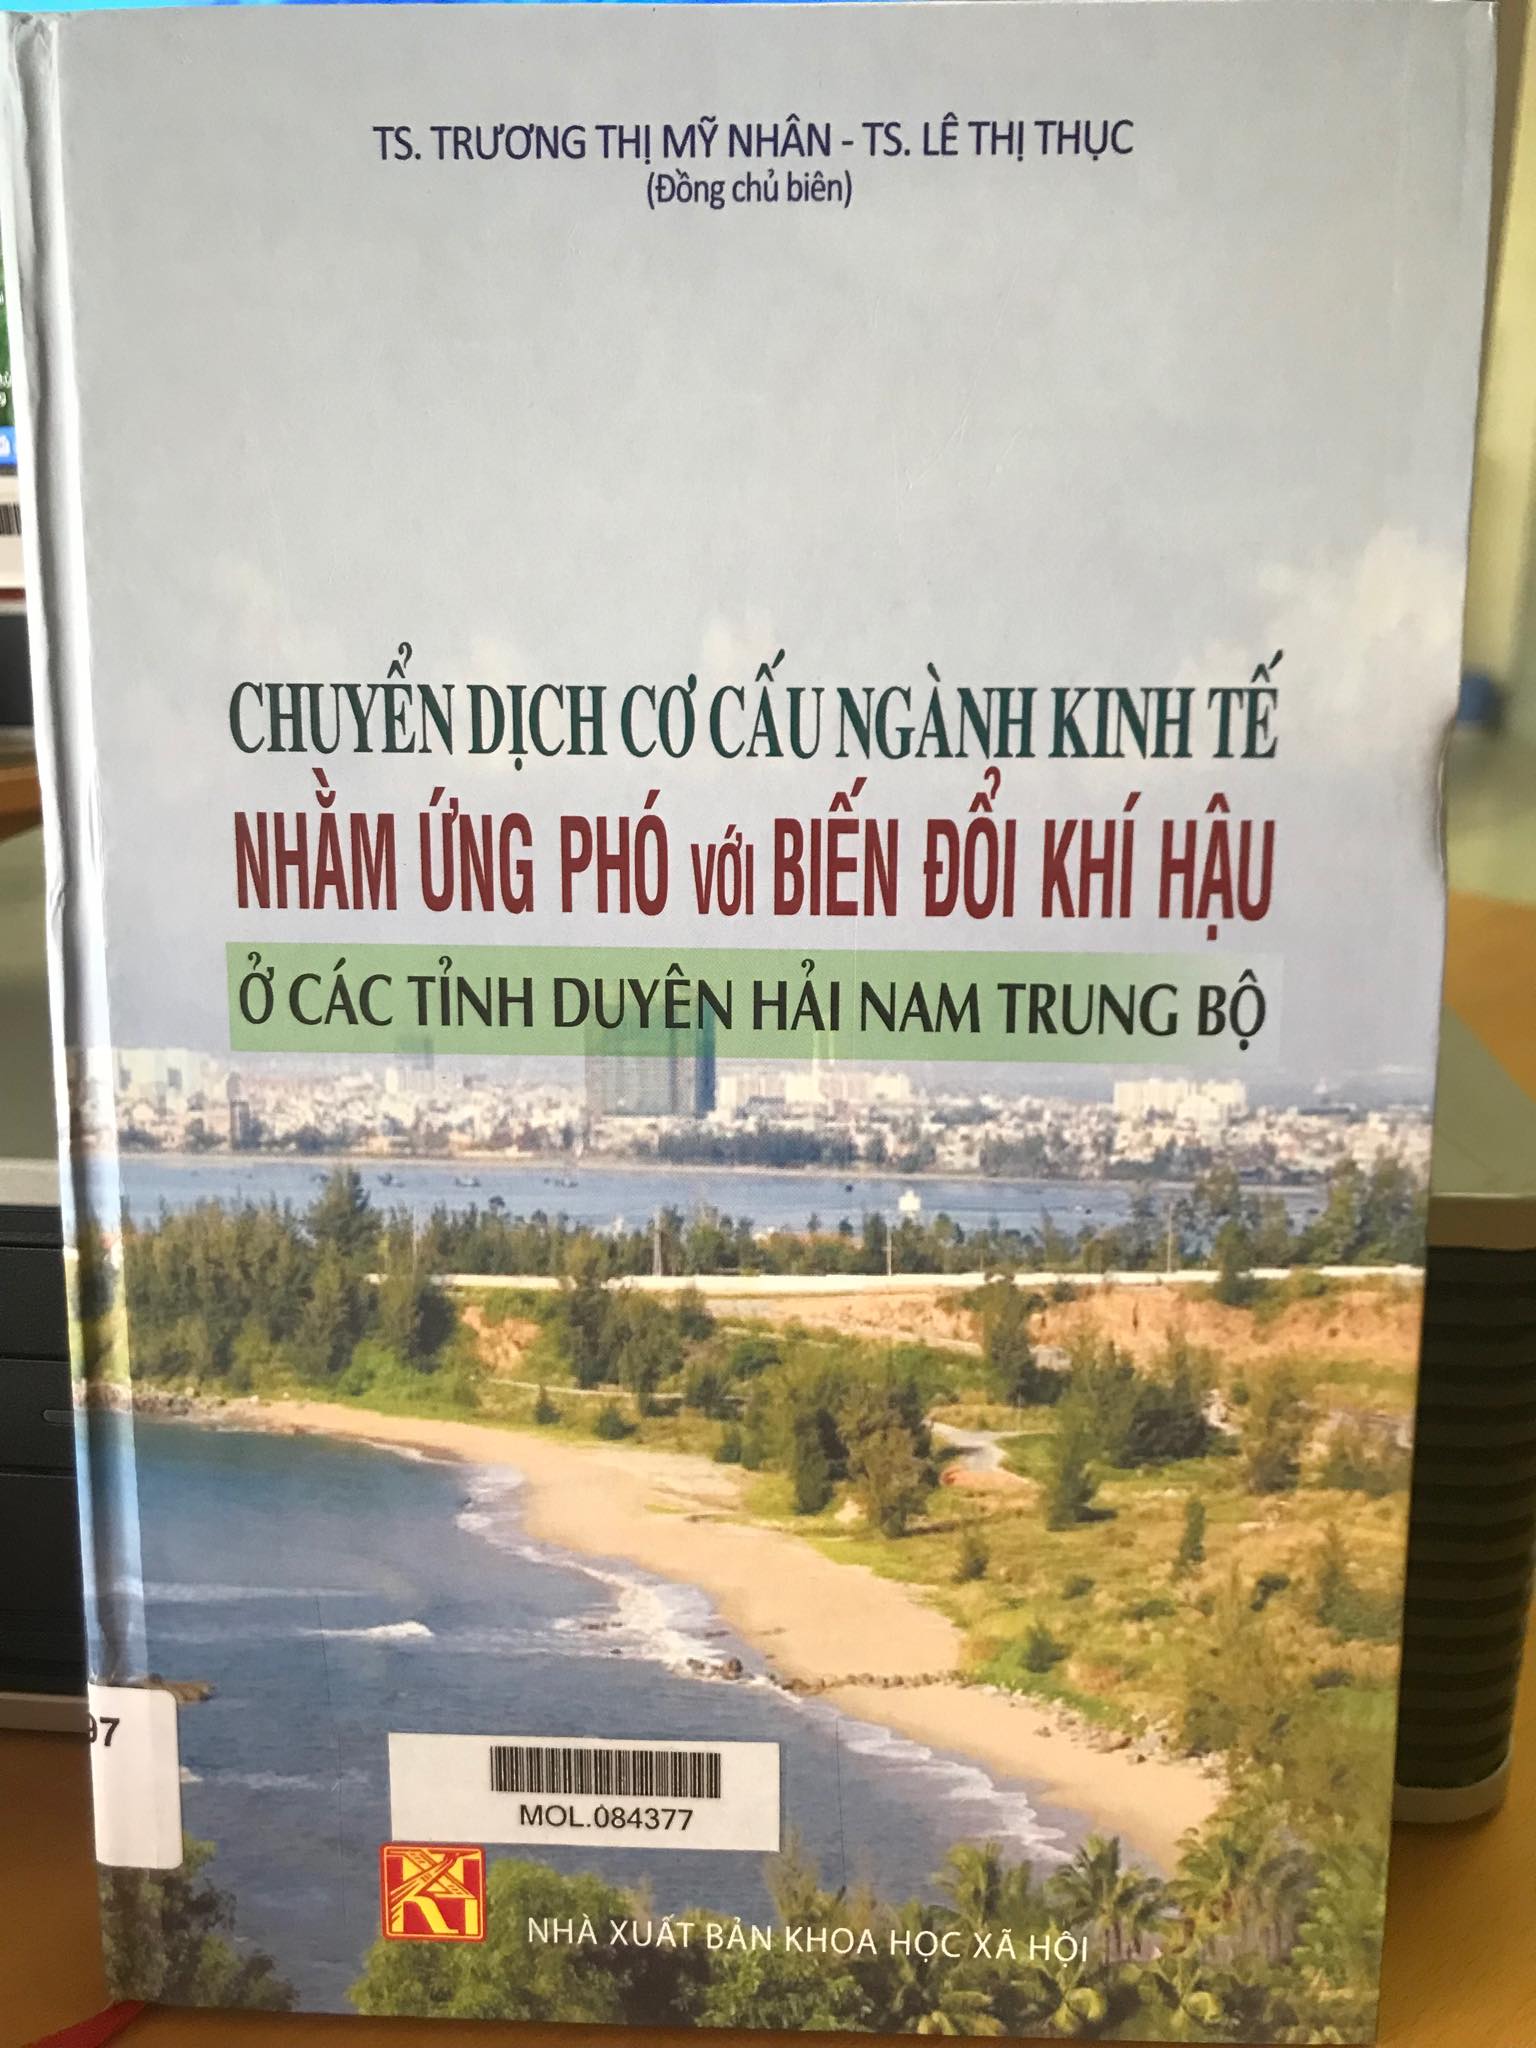 TS. TRƯƠNG THỊ MỸ NHÂN - TS. LÊ THỊ THỤC
(Đồng chủ biên)
CHUYỂN DỊCH CƠ CẤU NGÀNH KINH TẾ
NHẰM ỨNG PHÓ VỚI BIẾN ĐỔI KHÍ HẬU
Ở CÁC TỈNH DUYÊN HẢI NAM TRUNG BỘ
97
MOL.084377
NHÀ XUẤT BẢN KHOA HỌC XÃ HỘI